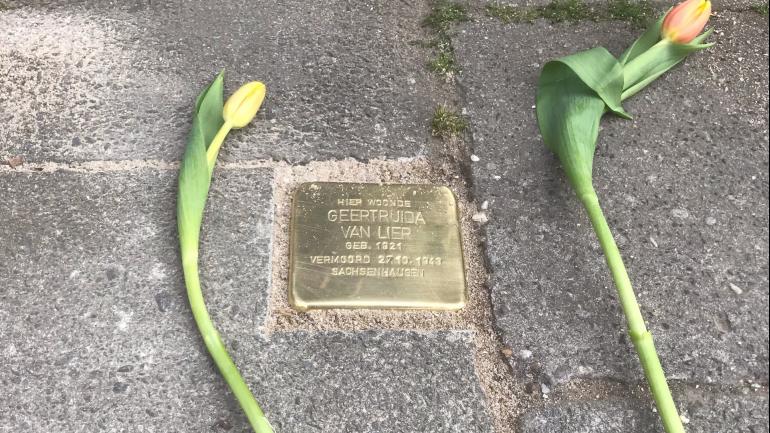 HIER WOONDE
GEERTRUIDA
VAN LIER
GEB. 1921
VERMOORD 27.10.1943
SACHSENHAUSEN